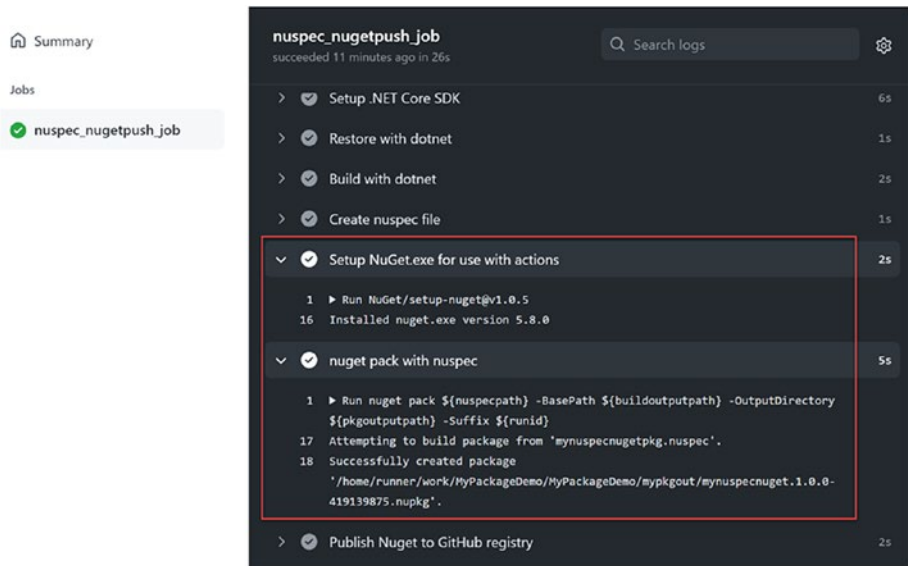 Summary
Jobs
nuspec_nugetpush_job
nuspec_nugetpush_job
succeeded 11 minutes ago in 26s
Search logs
Setup .NET Core SDK 6s
Restore with dotnet 1s
Build with dotnet 2s
Create nuspec file 1s
Setup NuGet.exe for use with actions 2s
1 ▶ Run NuGet/setup-nuget@v1.0.5
16 Installed nuget.exe version 5.8.0
nuget pack with nuspec 5s
1 ▶ Run nuget pack ${nuspecpath} -BasePath ${buildoutputpath} -OutputDirectory
${pkgoutputpath} -Suffix ${runid}
17 Attempting to build package from 'mynuspecnugetpkg.nuspec'.
18 Successfully created package
'/home/runner/work/MyPackageDemo/MyPackageDemo/mypkgout/mynuspecnuget.1.0.0-
419139875.nupkg'.
Publish Nuget to GitHub registry 2s